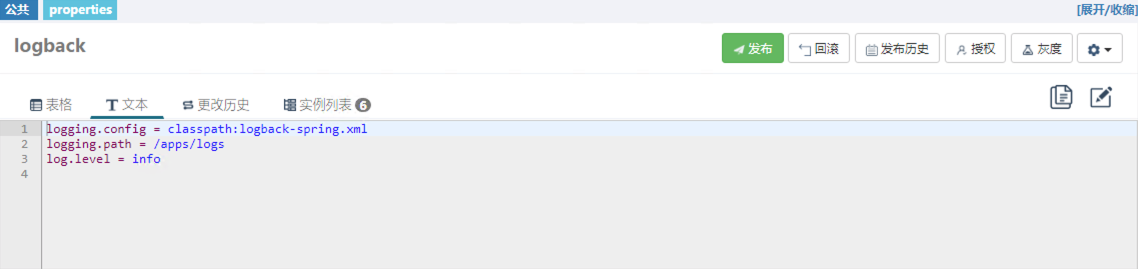 公共 properties [展开/收缩]
logback 发布 回滚 发布历史 授权 灰度
表格 文本 更改历史 实例列表 6
1 logging.config = classpath:logback-spring.xml
2 logging.path = /apps/logs
3 log.level = info
4